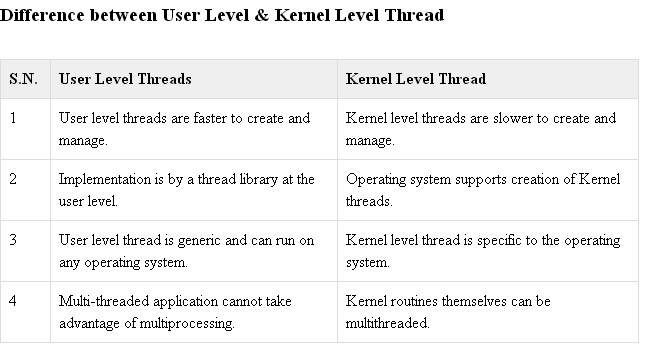 Difference between User Level & Kernel Level Thread
S.N. User Level Threads Kernel Level Thread
1 User level threads are faster to create and Kernel level threads are slower to create and
manage. manage.
2 Implementation is by a thread library at the Operating system supports creation of Kernel
user level. threads.
3 User level thread is generic and can run on Kernel level thread is specific to the operating
any operating system. system.
4 Multi-threaded application cannot take Kernel routines themselves can be
advantage of multiprocessing. multithreaded.